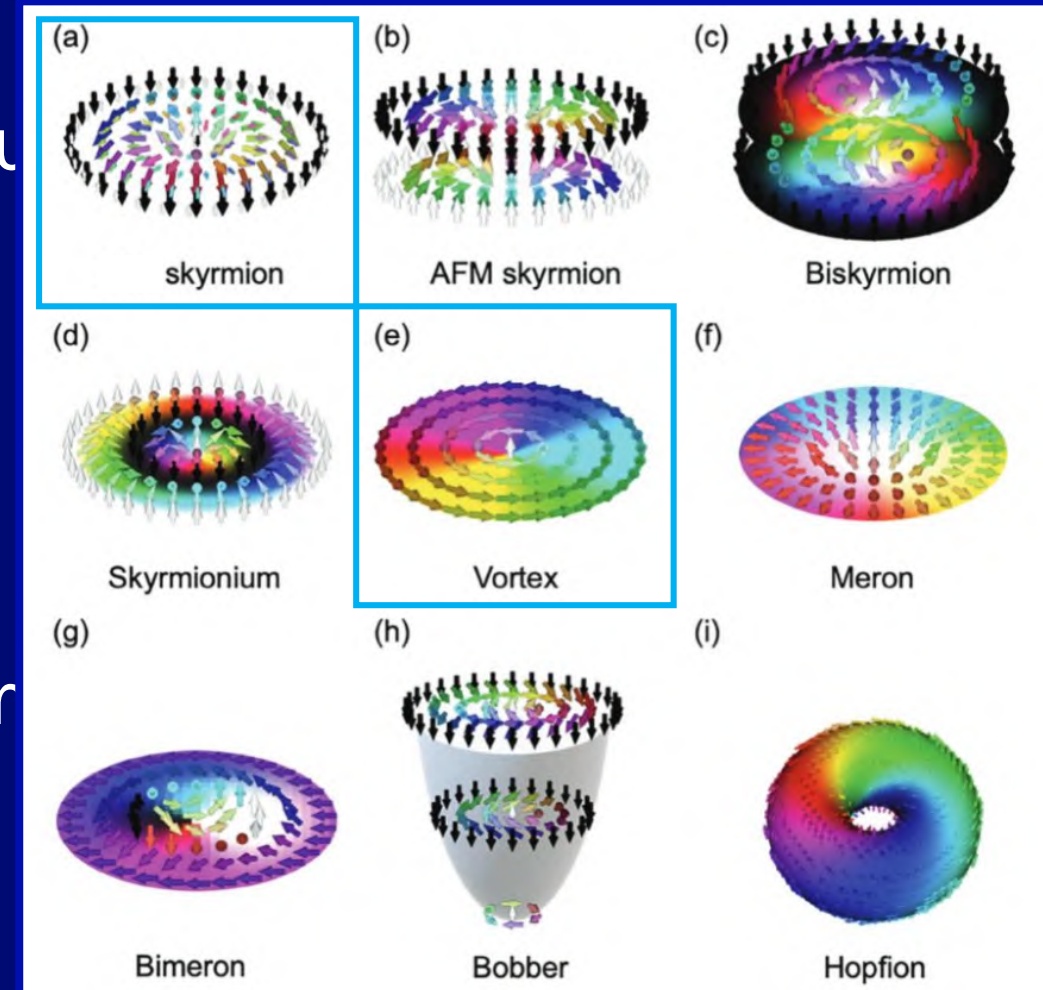 (a)
(b)
(c)
skyrmion
AFM skyrmion
Biskyrmion
(d)
(e)
(f)
Skyrmionium
Vortex
Meron
(g)
(h)
(i)
Bimeron
Bobber
Hopfion